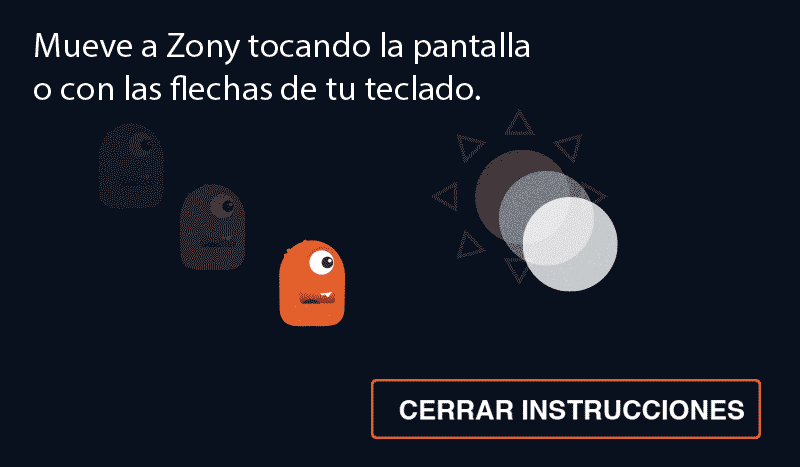 Mueve a Zony tocando la pantalla
o con las flechas de tu teclado.
CERRAR INSTRUCCIONES